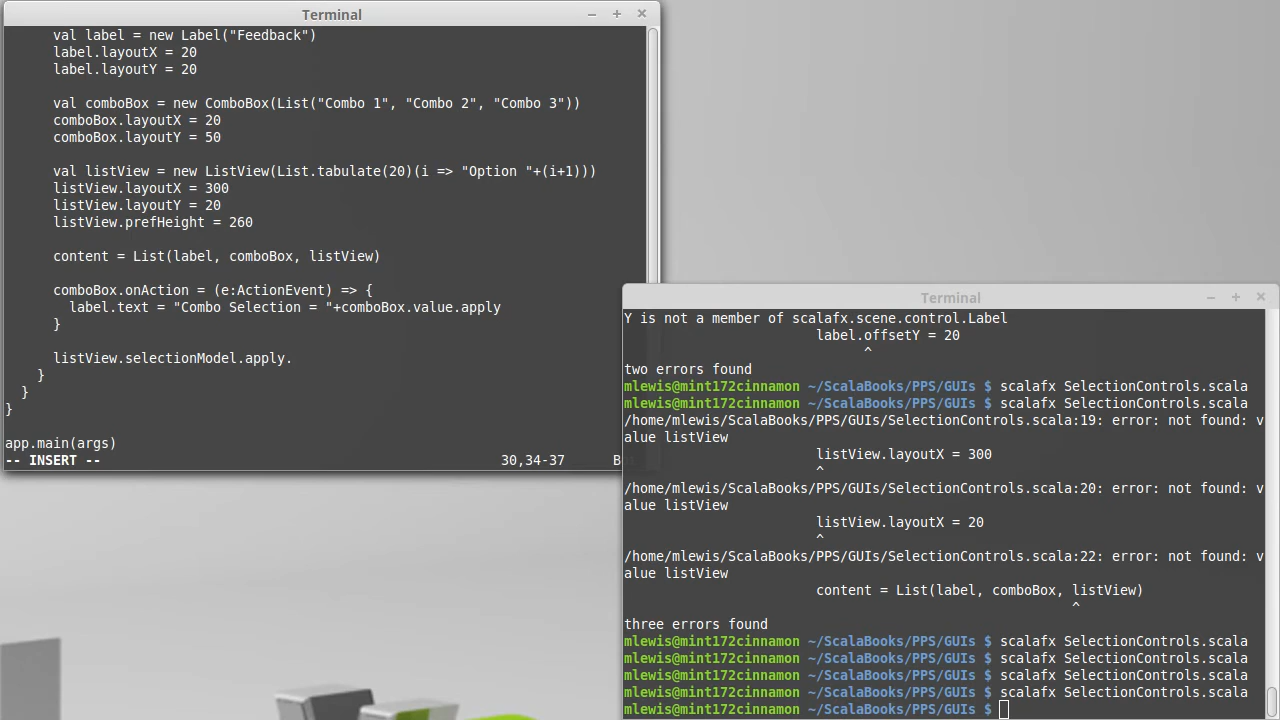 Terminal
val label = new Label("Feedback")
label.layoutX = 20
label.layoutY = 20
val comboBox = new ComboBox(List("Combo 1", "Combo 2", "Combo 3"))
comboBox.layoutX = 20
comboBox.layoutY = 50
val listView = new ListView(List.tabulate(20)(i => "Option "+(i+1)))
listView.layoutX = 300
listView.layoutY = 20
listView.prefHeight = 260
content = List(label, comboBox, listView)
comboBox.onAction = (e:ActionEvent) => {
label.text = "Combo Selection = "+comboBox.value.apply
}
listView.selectionModel.apply.
}
}
}
app.main(args)
-- INSERT -- 30,34-37
Terminal
Y is not a member of scalafx.scene.control.Label
label.offsetY = 20
^
two errors found
mlewis@mint172cinnamon ~/ScalaBooks/PPS/GUIs $ scalafx SelectionControls.scala
mlewis@mint172cinnamon ~/ScalaBooks/PPS/GUIs $ scalafx SelectionControls.scala
/home/mlewis/ScalaBooks/PPS/GUIs/SelectionControls.scala:19: error: not found: v
alue listView
listView.layoutX = 300
^
/home/mlewis/ScalaBooks/PPS/GUIs/SelectionControls.scala:20: error: not found: v
alue listView
listView.layoutX = 20
^
/home/mlewis/ScalaBooks/PPS/GUIs/SelectionControls.scala:22: error: not found: v
alue listView
content = List(label, comboBox, listView)
^
three errors found
mlewis@mint172cinnamon ~/ScalaBooks/PPS/GUIs $ scalafx SelectionControls.scala
mlewis@mint172cinnamon ~/ScalaBooks/PPS/GUIs $ scalafx SelectionControls.scala
mlewis@mint172cinnamon ~/ScalaBooks/PPS/GUIs $ scalafx SelectionControls.scala
mlewis@mint172cinnamon ~/ScalaBooks/PPS/GUIs $ scalafx SelectionControls.scala
mlewis@mint172cinnamon ~/ScalaBooks/PPS/GUIs $